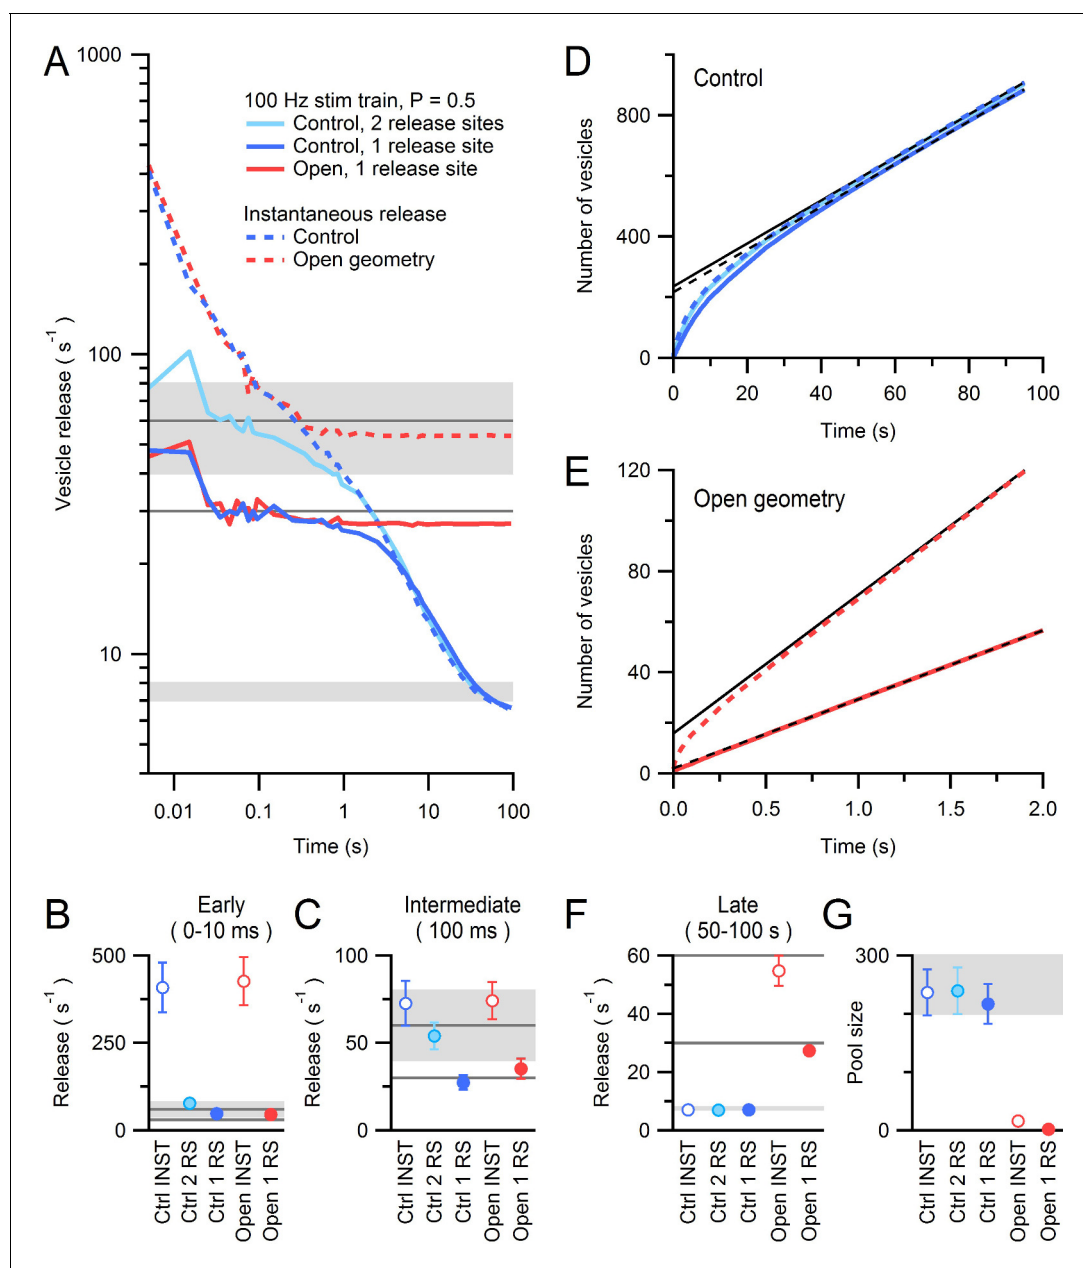 A
1000
100
10
Vesicle release ( s⁻¹ )
100 Hz stim train, P = 0.5
Control, 2 release sites
Control, 1 release site
Open, 1 release site
Instantaneous release
Control
Open geometry
0.01
0.1
1
10
100
Time (s)
D
Control
800
400
0
Number of vesicles
0
20
40
60
80
100
Time (s)
E
Open geometry
120
80
40
0
Number of vesicles
0.0
0.5
1.0
1.5
2.0
Time (s)
B
Early
( 0-10 ms )
500
250
0
Release ( s⁻¹ )
Ctrl INST
Ctrl 2 RS
Ctrl 1 RS
Open INST
Open 1 RS
C
Intermediate
( 100 ms )
100
50
0
Release ( s⁻¹ )
Ctrl INST
Ctrl 2 RS
Ctrl 1 RS
Open INST
Open 1 RS
F
Late
( 50-100 s )
60
50
40
30
20
10
0
Release ( s⁻¹ )
Ctrl INST
Ctrl 2 RS
Ctrl 1 RS
Open INST
Open 1 RS
G
300
0
Pool size
Ctrl INST
Ctrl 2 RS
Ctrl 1 RS
Open INST
Open 1 RS